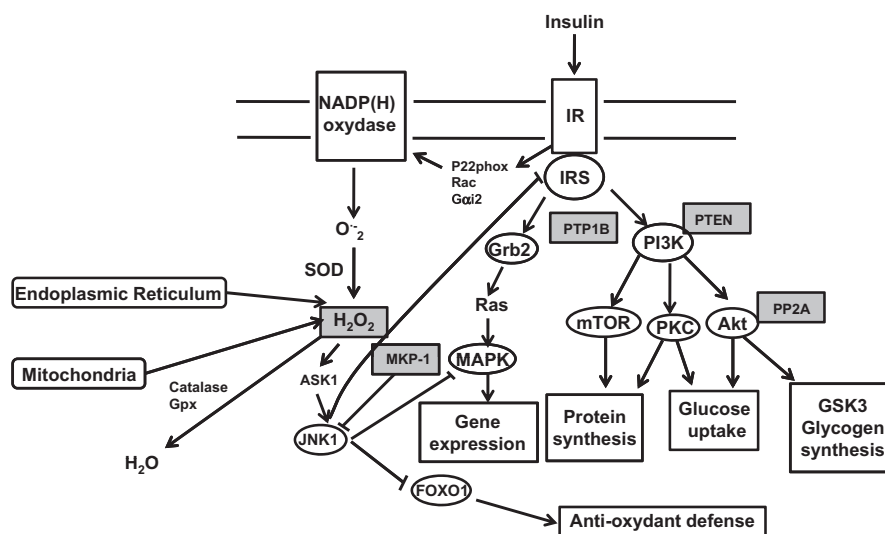 Insulin
NADP(H)
oxydase
IR
P22phox
Rac
Gαi2
IRS
PTP1B
PTEN
PI3K
O·-2
SOD
Grb2
Endoplasmic Reticulum
Ras
mTOR
PKC
Akt
PP2A
H2O2
MKP-1
MAPK
Mitochondria
Catalase
Gpx
ASK1
JNK1
Gene
expression
Protein
synthesis
Glucose
uptake
GSK3
Glycogen
synthesis
H2O
FOXO1
Anti-oxydant defense